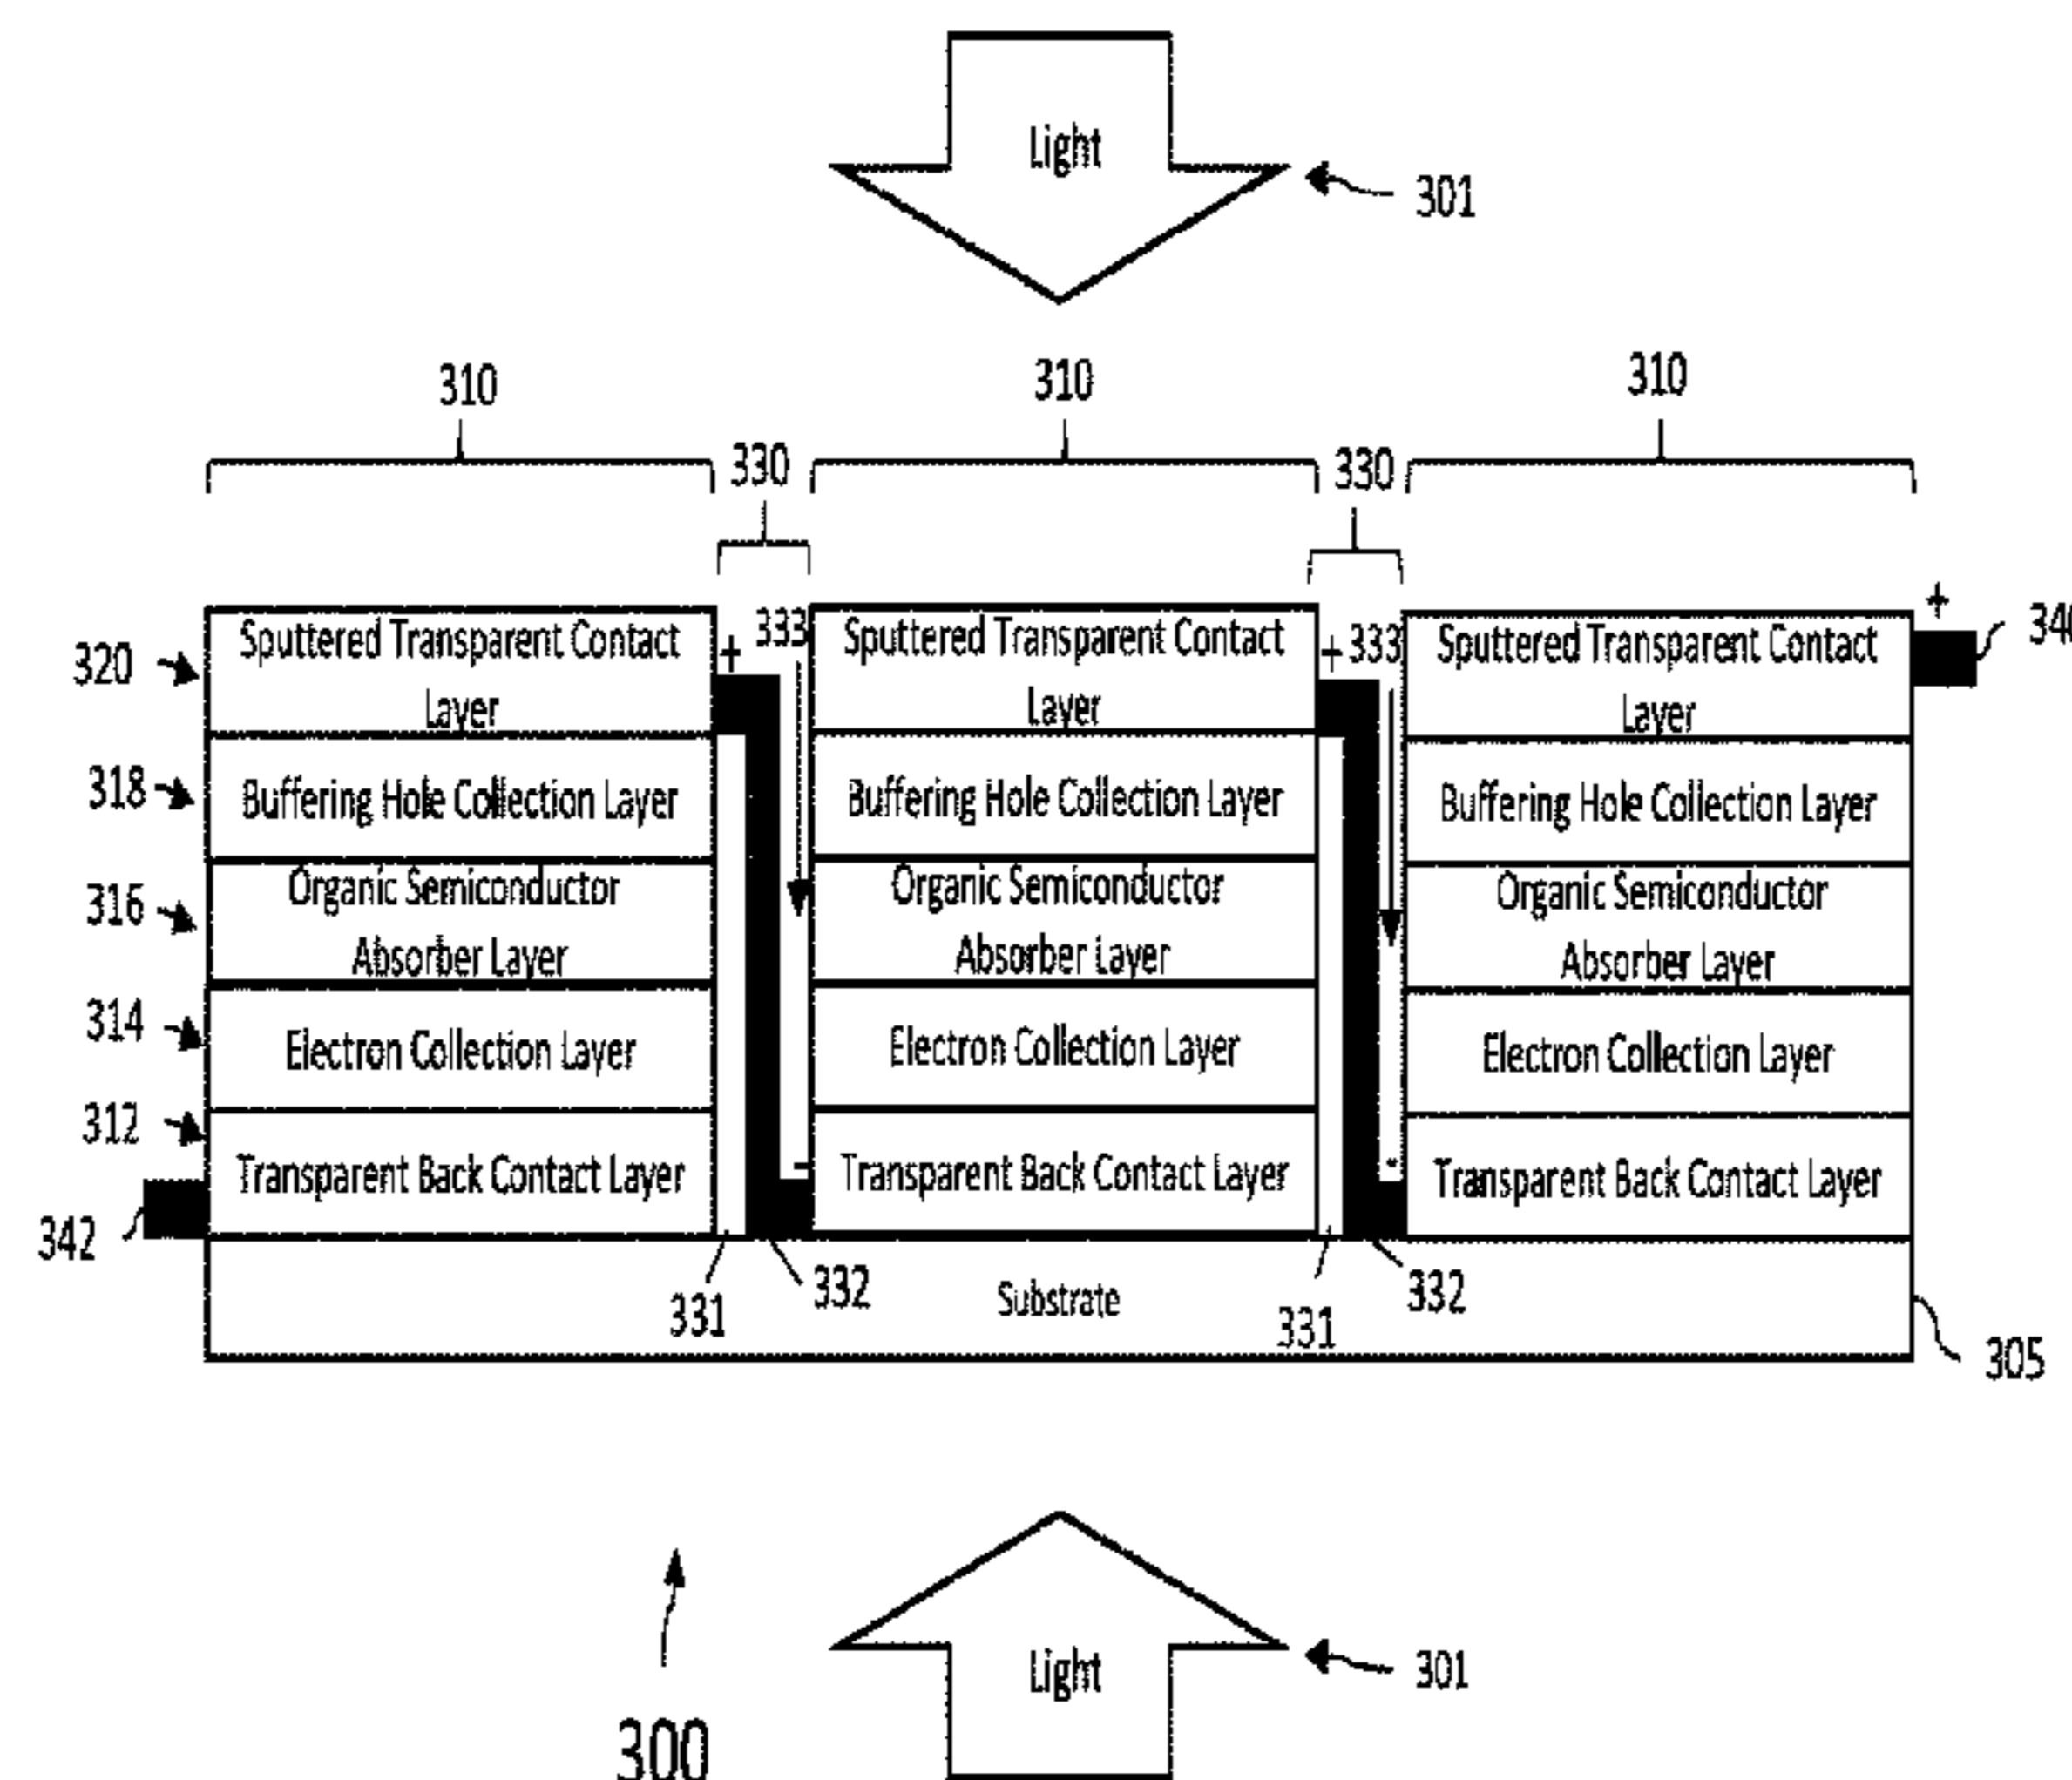 Light
301
310
310
310
330
330
320
Sputtered Transparent Contact
Layer
+
333
Sputtered Transparent Contact
Layer
+
333
Sputtered Transparent Contact
Layer
+
318
Buffering Hole Collection Layer
Buffering Hole Collection Layer
Buffering Hole Collection Layer
316
Organic Semiconductor
Absorber Layer
Organic Semiconductor
Absorber Layer
Organic Semiconductor
Absorber Layer
314
Electron Collection Layer
Electron Collection Layer
Electron Collection Layer
312
Transparent Back Contact Layer
-
Transparent Back Contact Layer
-
Transparent Back Contact Layer
342
331
332
Substrate
331
332
305
Light
301
300